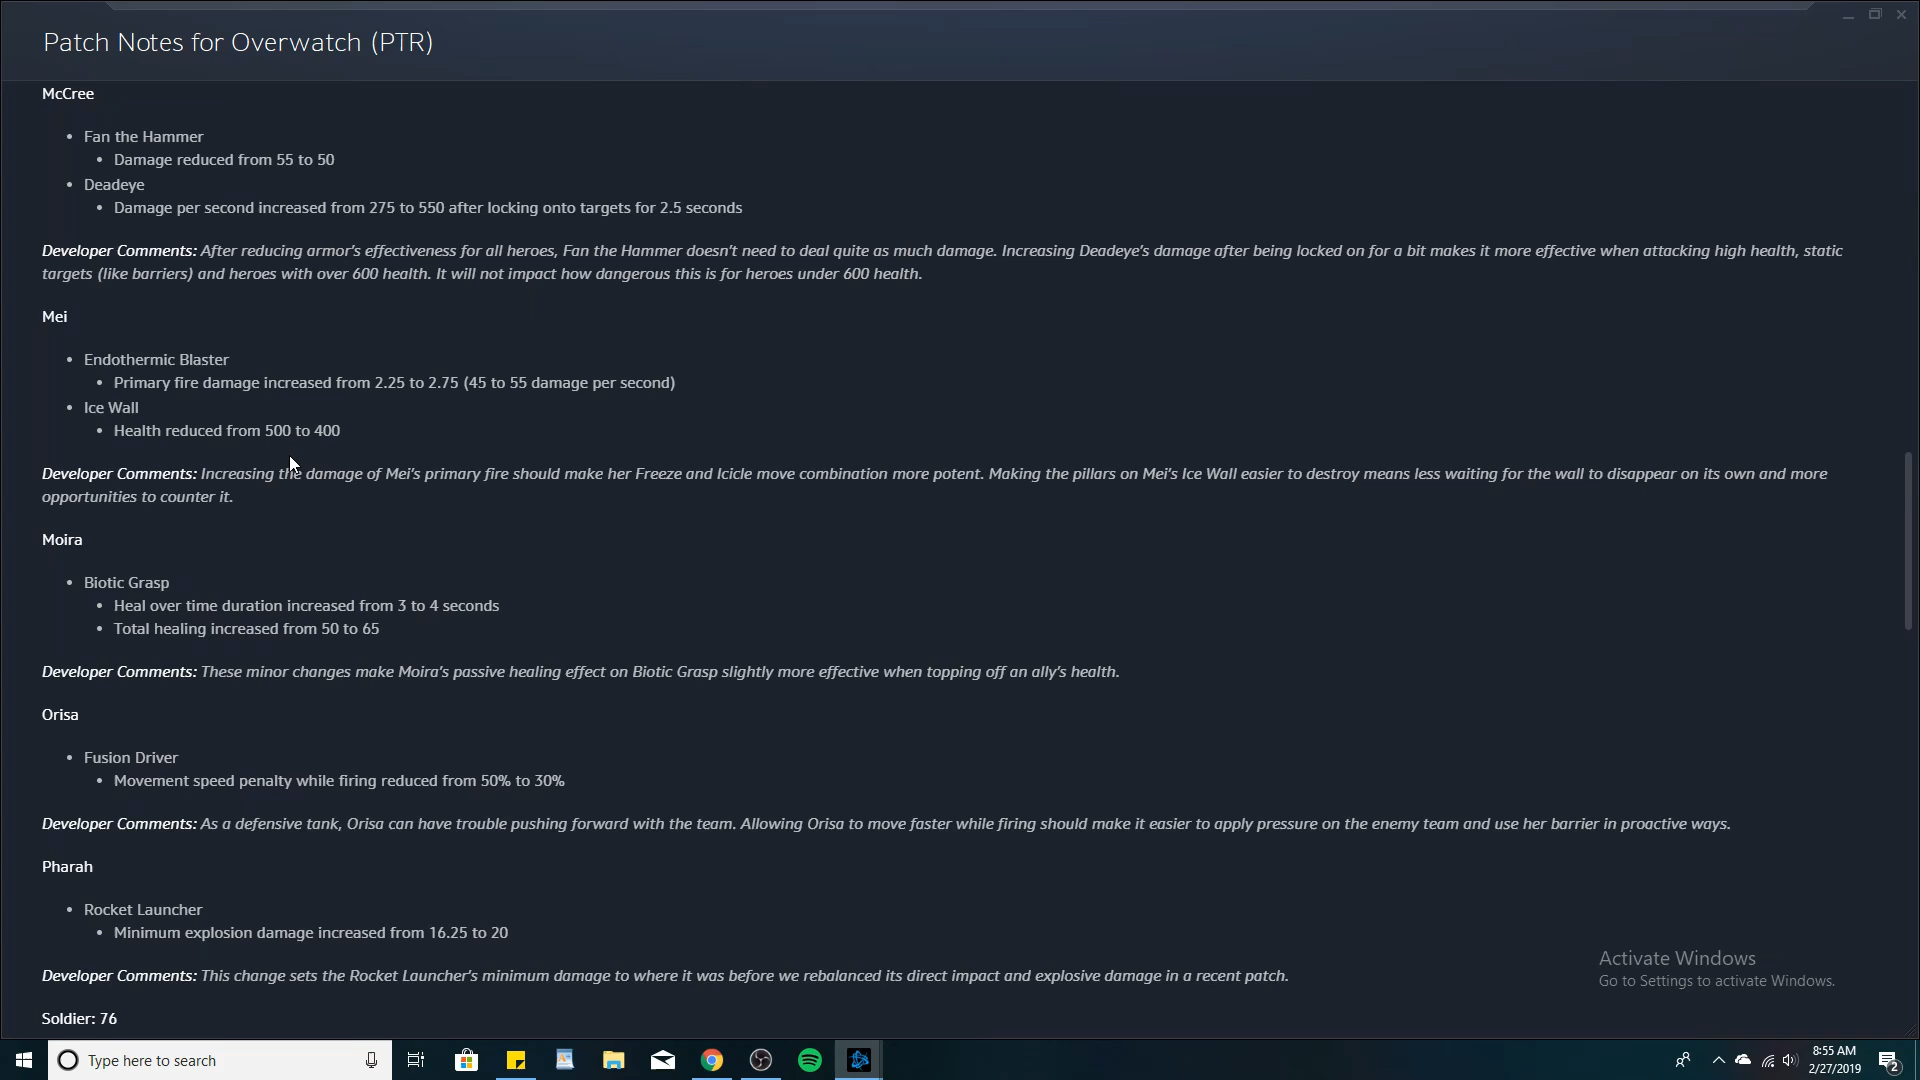 Patch Notes for Overwatch (PTR)
McCree
• Fan the Hammer
• Damage reduced from 55 to 50
• Deadeye
• Damage per second increased from 275 to 550 after locking onto targets for 2.5 seconds
Developer Comments: After reducing armor's effectiveness for all heroes, Fan the Hammer doesn't need to deal quite as much damage. Increasing Deadeye's damage after being locked on for a bit makes it more effective when attacking high health, static
targets (like barriers) and heroes with over 600 health. It will not impact how dangerous this is for heroes under 600 health.
Mei
• Endothermic Blaster
• Primary fire damage increased from 2.25 to 2.75 (45 to 55 damage per second)
• Ice Wall
• Health reduced from 500 to 400
Developer Comments: Increasing the damage of Mei's primary fire should make her Freeze and Icicle move combination more potent. Making the pillars on Mei's Ice Wall easier to destroy means less waiting for the wall to disappear on its own and more
opportunities to counter it.
Moira
• Biotic Grasp
• Heal over time duration increased from 3 to 4 seconds
• Total healing increased from 50 to 65
Developer Comments: These minor changes make Moira's passive healing effect on Biotic Grasp slightly more effective when topping off an ally's health.
Orisa
• Fusion Driver
• Movement speed penalty while firing reduced from 50% to 30%
Developer Comments: As a defensive tank, Orisa can have trouble pushing forward with the team. Allowing Orisa to move faster while firing should make it easier to apply pressure on the enemy team and use her barrier in proactive ways.
Pharah
• Rocket Launcher
• Minimum explosion damage increased from 16.25 to 20
Developer Comments: This change sets the Rocket Launcher's minimum damage to where it was before we rebalanced its direct impact and explosive damage in a recent patch.
Soldier: 76
Activate Windows
Go to Settings to activate Windows.
Type here to search
8:55 AM
2/27/2019
2